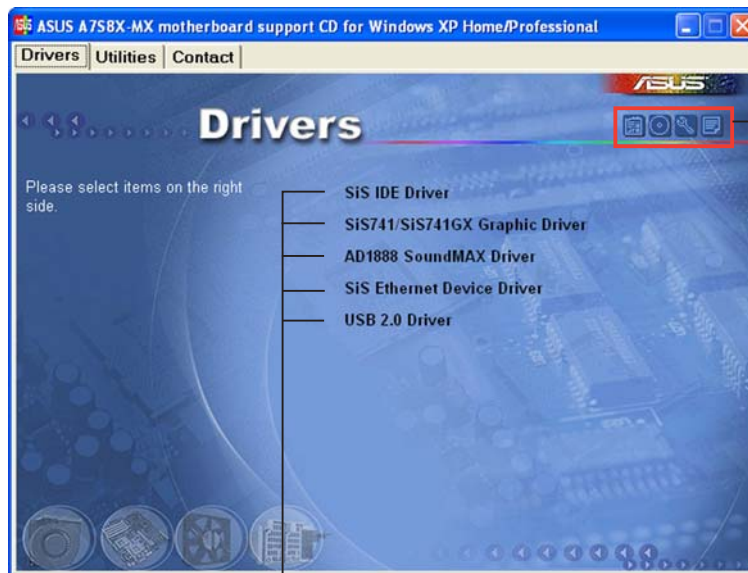 ASUS A7S8X-MX motherboard support CD for Windows XP Home/Professional
Drivers Utilities Contact
ASUS
Drivers
Please select items on the right
side.
SiS IDE Driver
SiS741/SiS741GX Graphic Driver
AD1888 SoundMAX Driver
SiS Ethernet Device Driver
USB 2.0 Driver